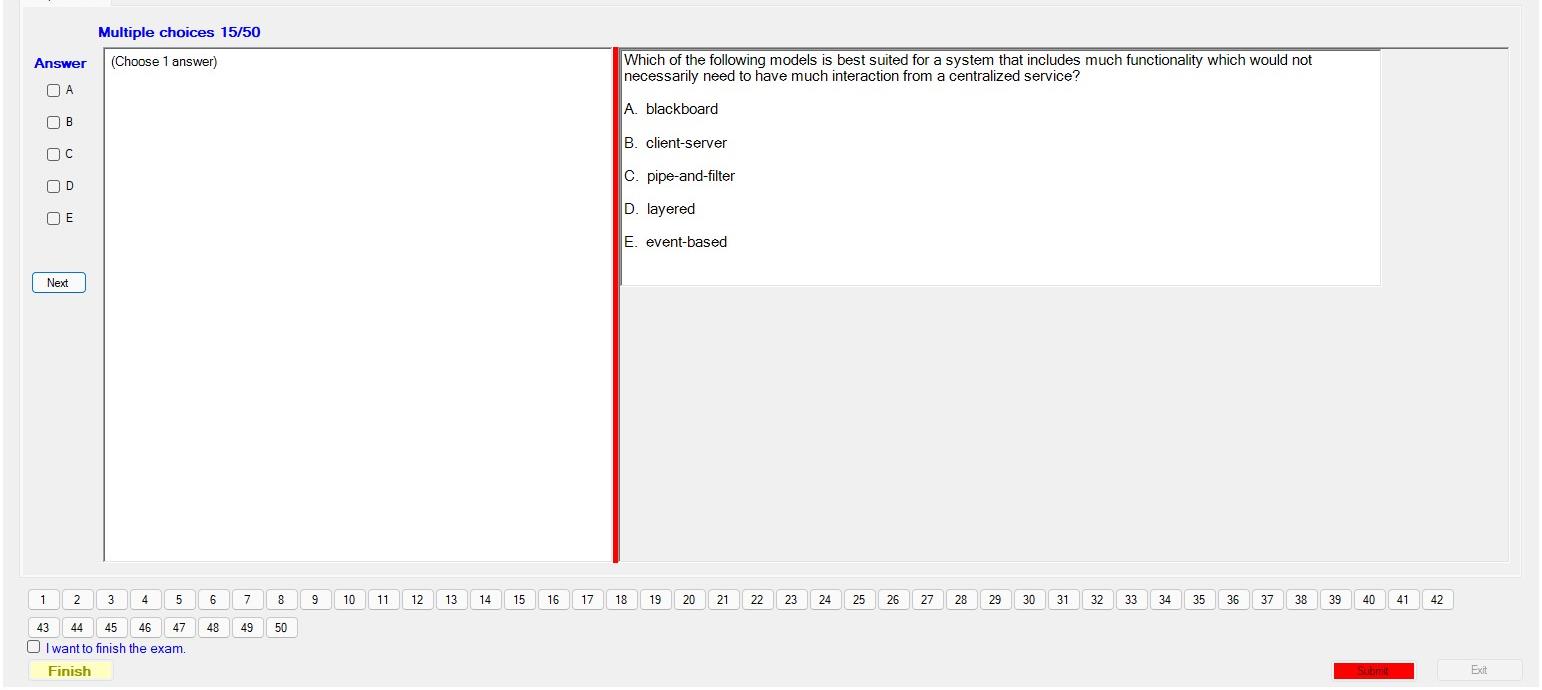 Multiple choices 15/50
Answer
(Choose 1 answer)
A
B
C
D
E
Next
Which of the following models is best suited for a system that includes much functionality which would not
necessarily need to have much interaction from a centralized service?
A. blackboard
B. client-server
C. pipe-and-filter
D. layered
E. event-based
1 2 3 4 5 6 7 8 9 10 11 12 13 14 15 16 17 18 19 20 21 22 23 24 25 26 27 28 29 30 31 32 33 34 35 36 37 38 39 40 41 42
43 44 45 46 47 48 49 50
I want to finish the exam.
Finish
Submit
Exit